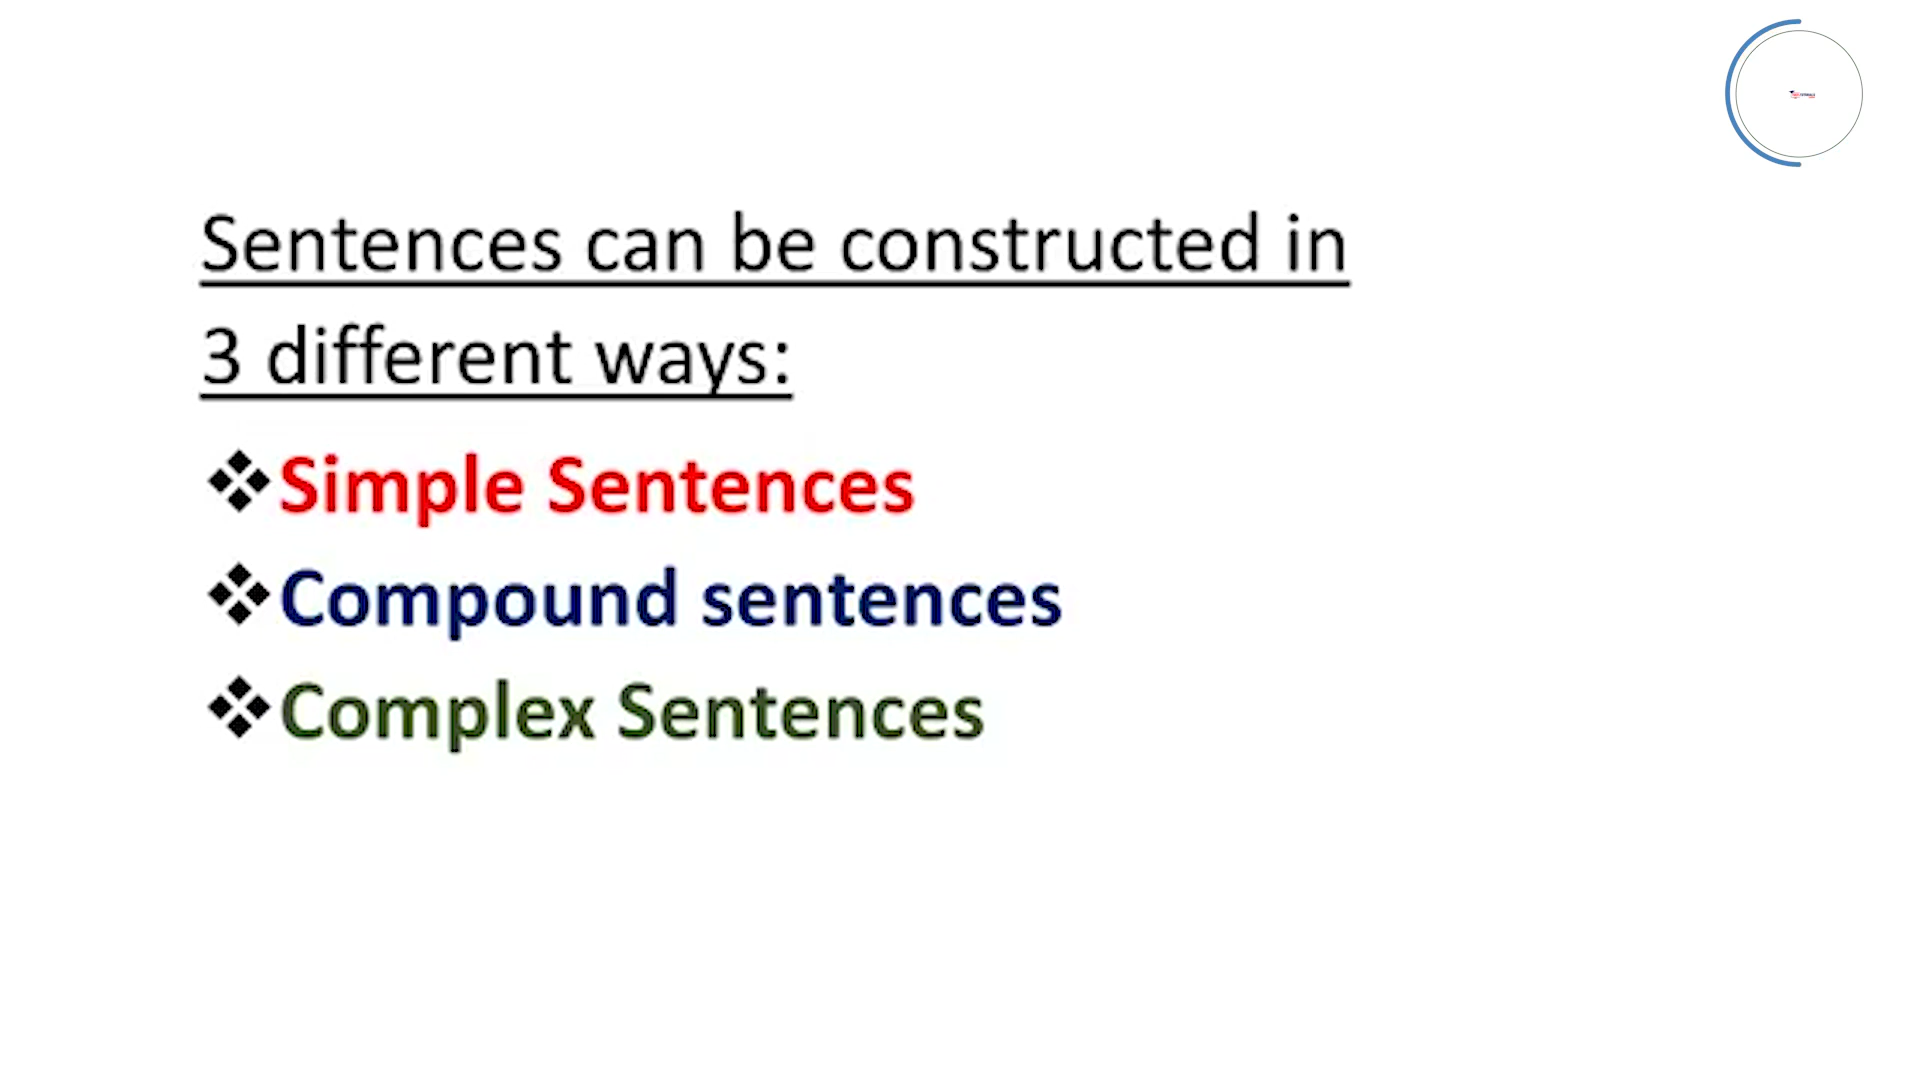 Sentences can be constructed in
3 different ways:
❖Simple Sentences
❖Compound sentences
❖Complex Sentences